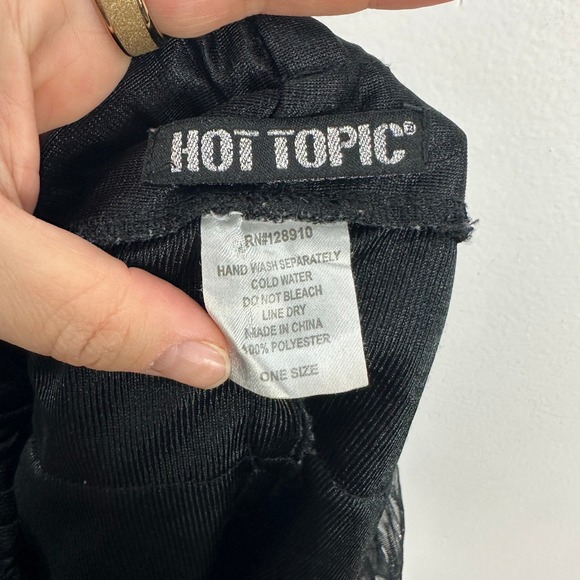 HOT TOPIC®
RN#128910
HAND WASH SEPARATELY
COLD WATER
DO NOT BLEACH
LINE DRY
MADE IN CHINA
100% POLYESTER
ONE SIZE